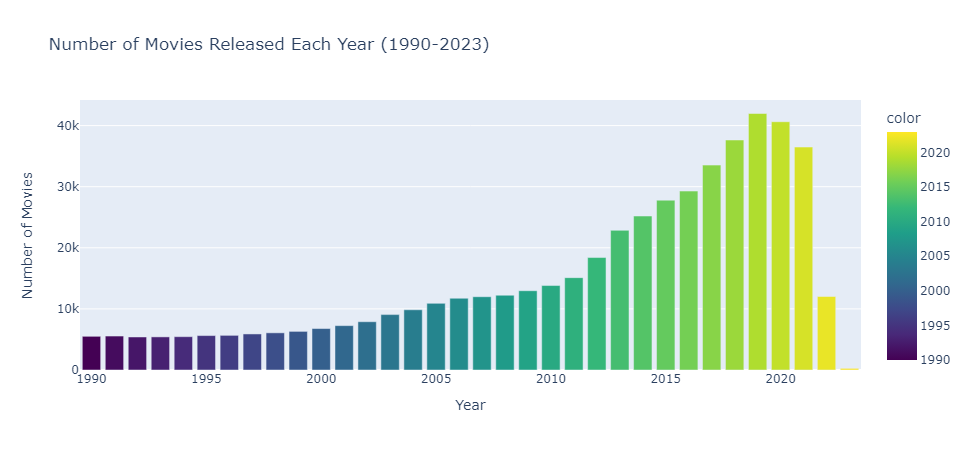 Number of Movies Released Each Year (1990-2023)
color
40k
30k
20k
10k
0
Number of Movies
1990
1995
2000
2005
2010
2015
2020
Year
2020
2015
2010
2005
2000
1995
1990